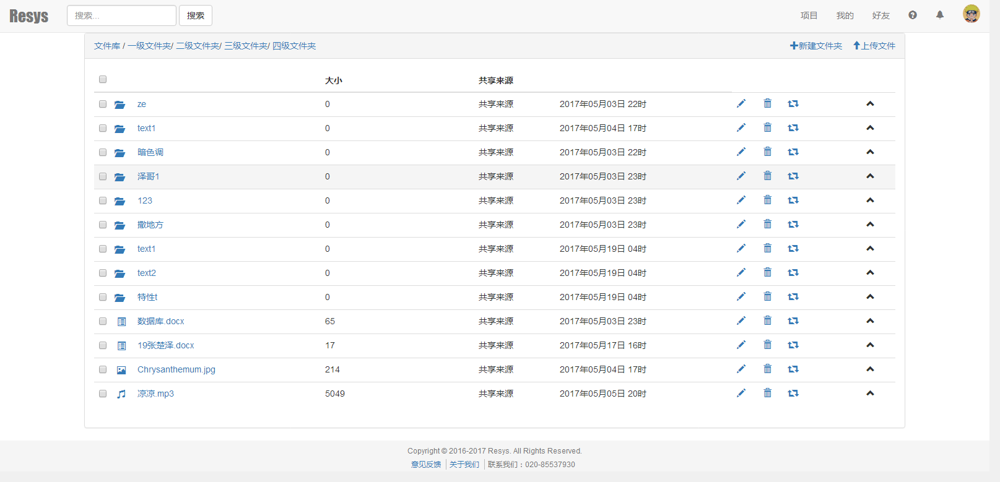 Resys 搜索... 搜索 项目 我的 好友
文件库 / 一级文件夹/ 二级文件夹/ 三级文件夹/ 四级文件夹 新建文件夹 上传文件
大小 共享来源
ze 0 共享来源 2017年05月03日 22时
text1 0 共享来源 2017年05月04日 17时
暗色调 0 共享来源 2017年05月03日 22时
泽哥1 0 共享来源 2017年05月03日 23时
123 0 共享来源 2017年05月03日 23时
撒地方 0 共享来源 2017年05月03日 23时
text1 0 共享来源 2017年05月19日 04时
text2 0 共享来源 2017年05月19日 04时
特性t 0 共享来源 2017年05月19日 04时
数据库.docx 65 共享来源 2017年05月03日 23时
19张楚泽.docx 17 共享来源 2017年05月17日 16时
Chrysanthemum.jpg 214 共享来源 2017年05月04日 17时
凉凉.mp3 5049 共享来源 2017年05月05日 20时
Copyright © 2016-2017 Resys. All Rights Reserved.
意见反馈 关于我们 联系我们：020-85537930